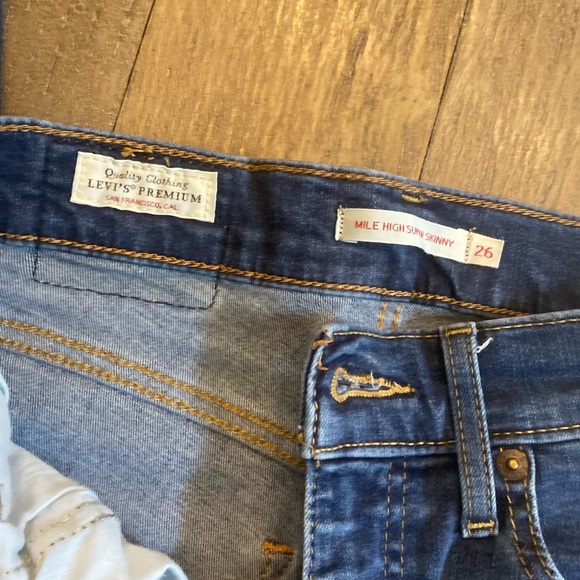 Quality Clothing
LEVI'S® PREMIUM
SAN FRANCISCO, CAL.
MILE HIGH SUPER SKINNY
26